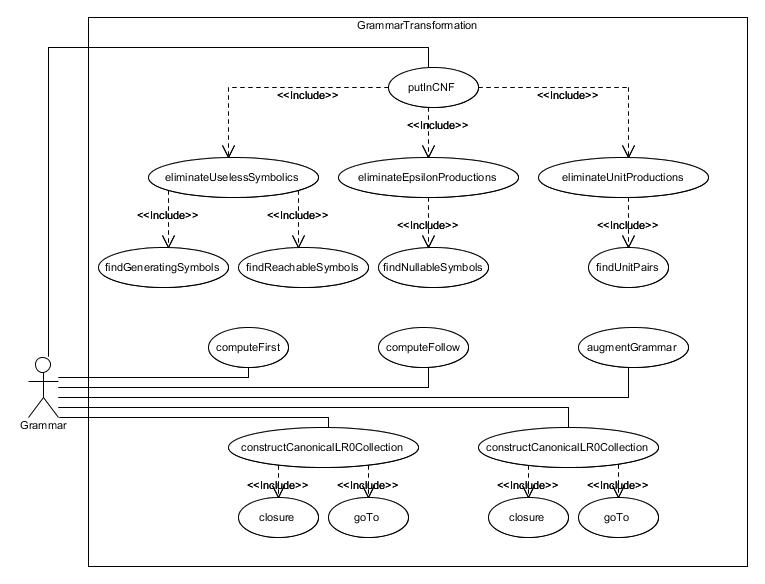 GrammarTransformation
putInCNF
<<Include>>
<<Include>>
<<Include>>
eliminateUselessSymbolics
eliminateEpsilonProductions
eliminateUnitProductions
<<Include>>
<<Include>>
<<Include>>
<<Include>>
findGeneratingSymbols
findReachableSymbols
findNullableSymbols
findUnitPairs
computeFirst
computeFollow
augmentGrammar
Grammar
constructCanonicalLR0Collection
constructCanonicalLR0Collection
<<Include>>
<<Include>>
<<Include>>
<<Include>>
closure
goTo
closure
goTo